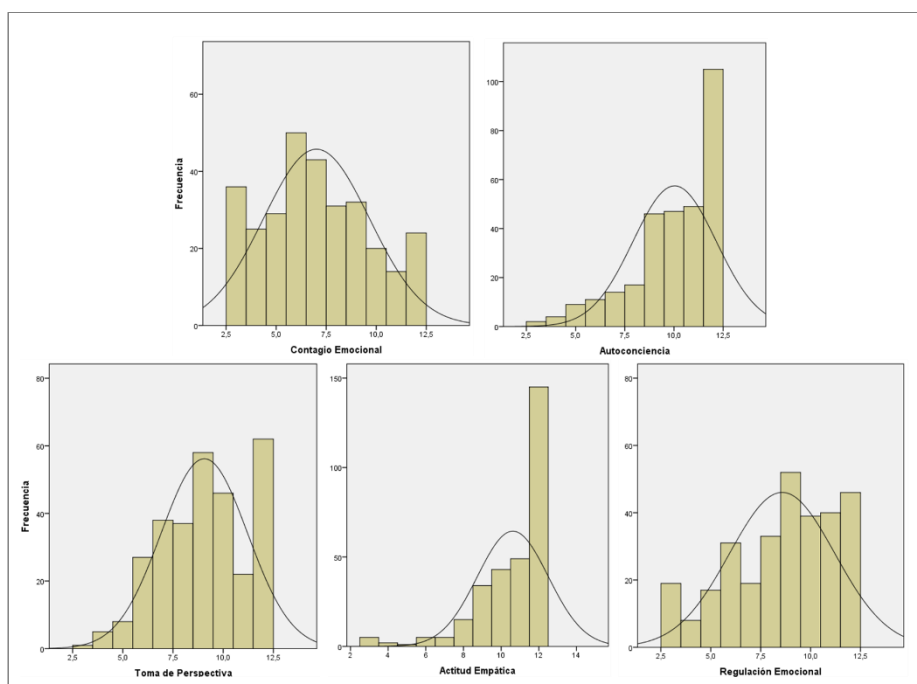 Frecuencia
60
40
20
0
2,5 5,0 7,5 10,0 12,5
Contagio Emocional
100
80
60
40
20
0
2,5 5,0 7,5 10,0 12,5
Autoconciencia
Frecuencia
80
60
40
20
0
2,5 5,0 7,5 10,0 12,5
Toma de Perspectiva
150
100
50
0
2 4 6 8 10 12 14
Actitud Empática
80
60
40
20
0
2,5 5,0 7,5 10,0 12,5
Regulación Emocional